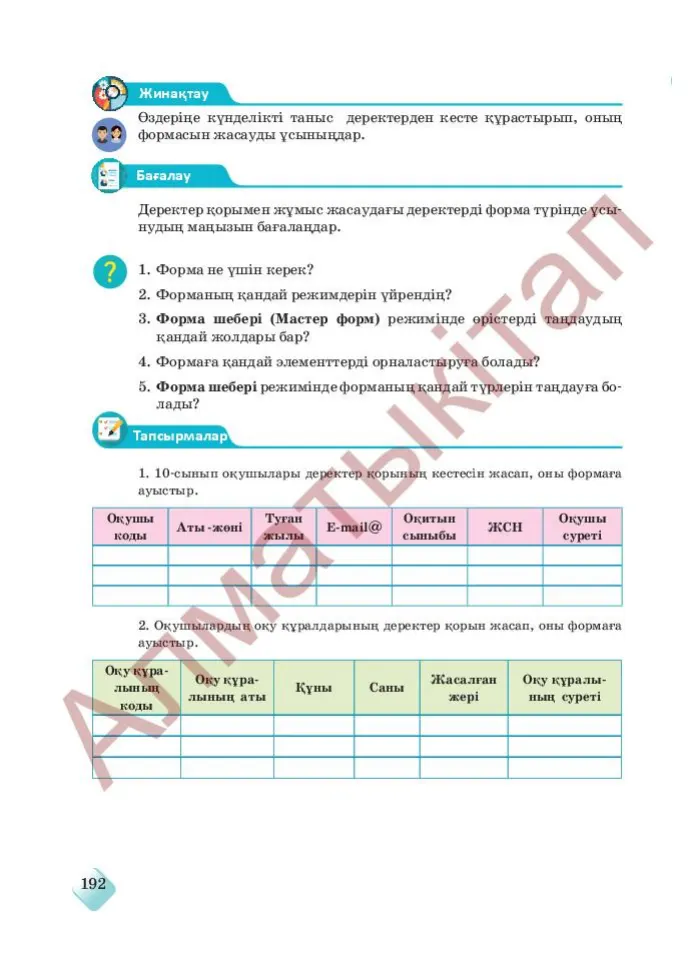 Жинақтау
Өздеріңе күнделікті таныс деректерден кесте құрастырып, оның
формасын жасауды ұсыныңдар.
Бағалау
Деректер қорымен жұмыс жасаудағы деректерді форма түрінде ұсы-
нудың маңызын бағалаңдар.
?
1. Форма не үшін керек?
2. Форманың қандай режимдерін үйрендің?
3. Форма шебері (Мастер форм) режимінде өрістерді таңдаудың
қандай жолдары бар?
4. Формаға қандай элементтерді орналастыруға болады?
5. Форма шебері режимінде форманың қандай түрлерін таңдауға бо-
лады?
Тапсырмалар
1. 10-сынып оқушылары деректер қорының кестесін жасап, оны формаға
ауыстыр.
Оқушы
коды
Аты -жөні
Туған
жылы
E-mail@
Оқитын
сыныбы
ЖСН
Оқушы
суреті
2. Оқушылардың оқу құралдарының деректер қорын жасап, оны формаға
ауыстыр.
Оқу құра-
лының
коды
Оқу құра-
лының аты
Құны
Саны
Жасалған
жері
Оқу құралы-
ның суреті
192
Алматыкітап